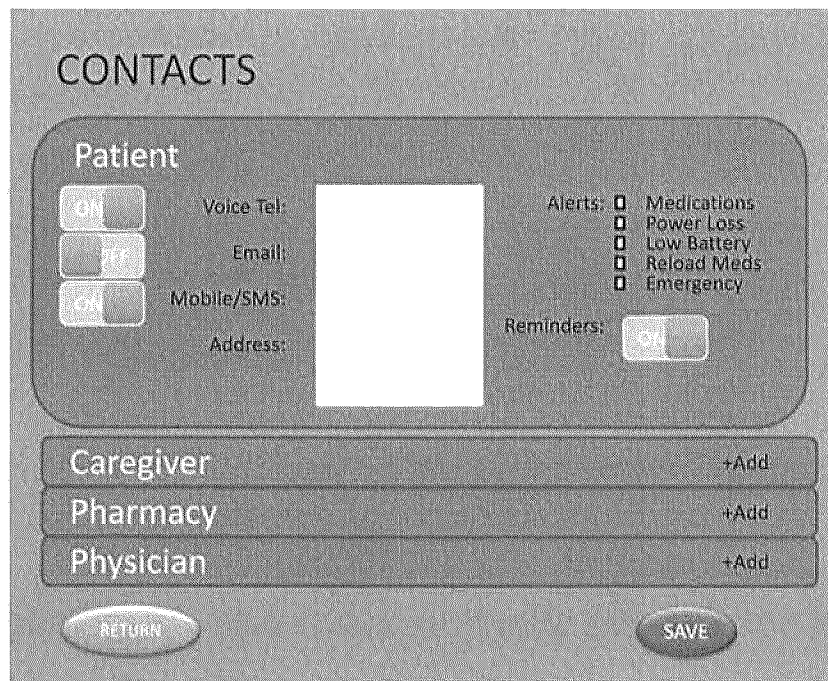 CONTACTS
Patient
ON
Voice Tel:
OFF
Email:
ON
Mobile/SMS:
Address:
Alerts:
Medications
Power Loss
Low Battery
Reload Meds
Emergency
Reminders:
ON
Caregiver +Add
Pharmacy +Add
Physician +Add
RETURN
SAVE